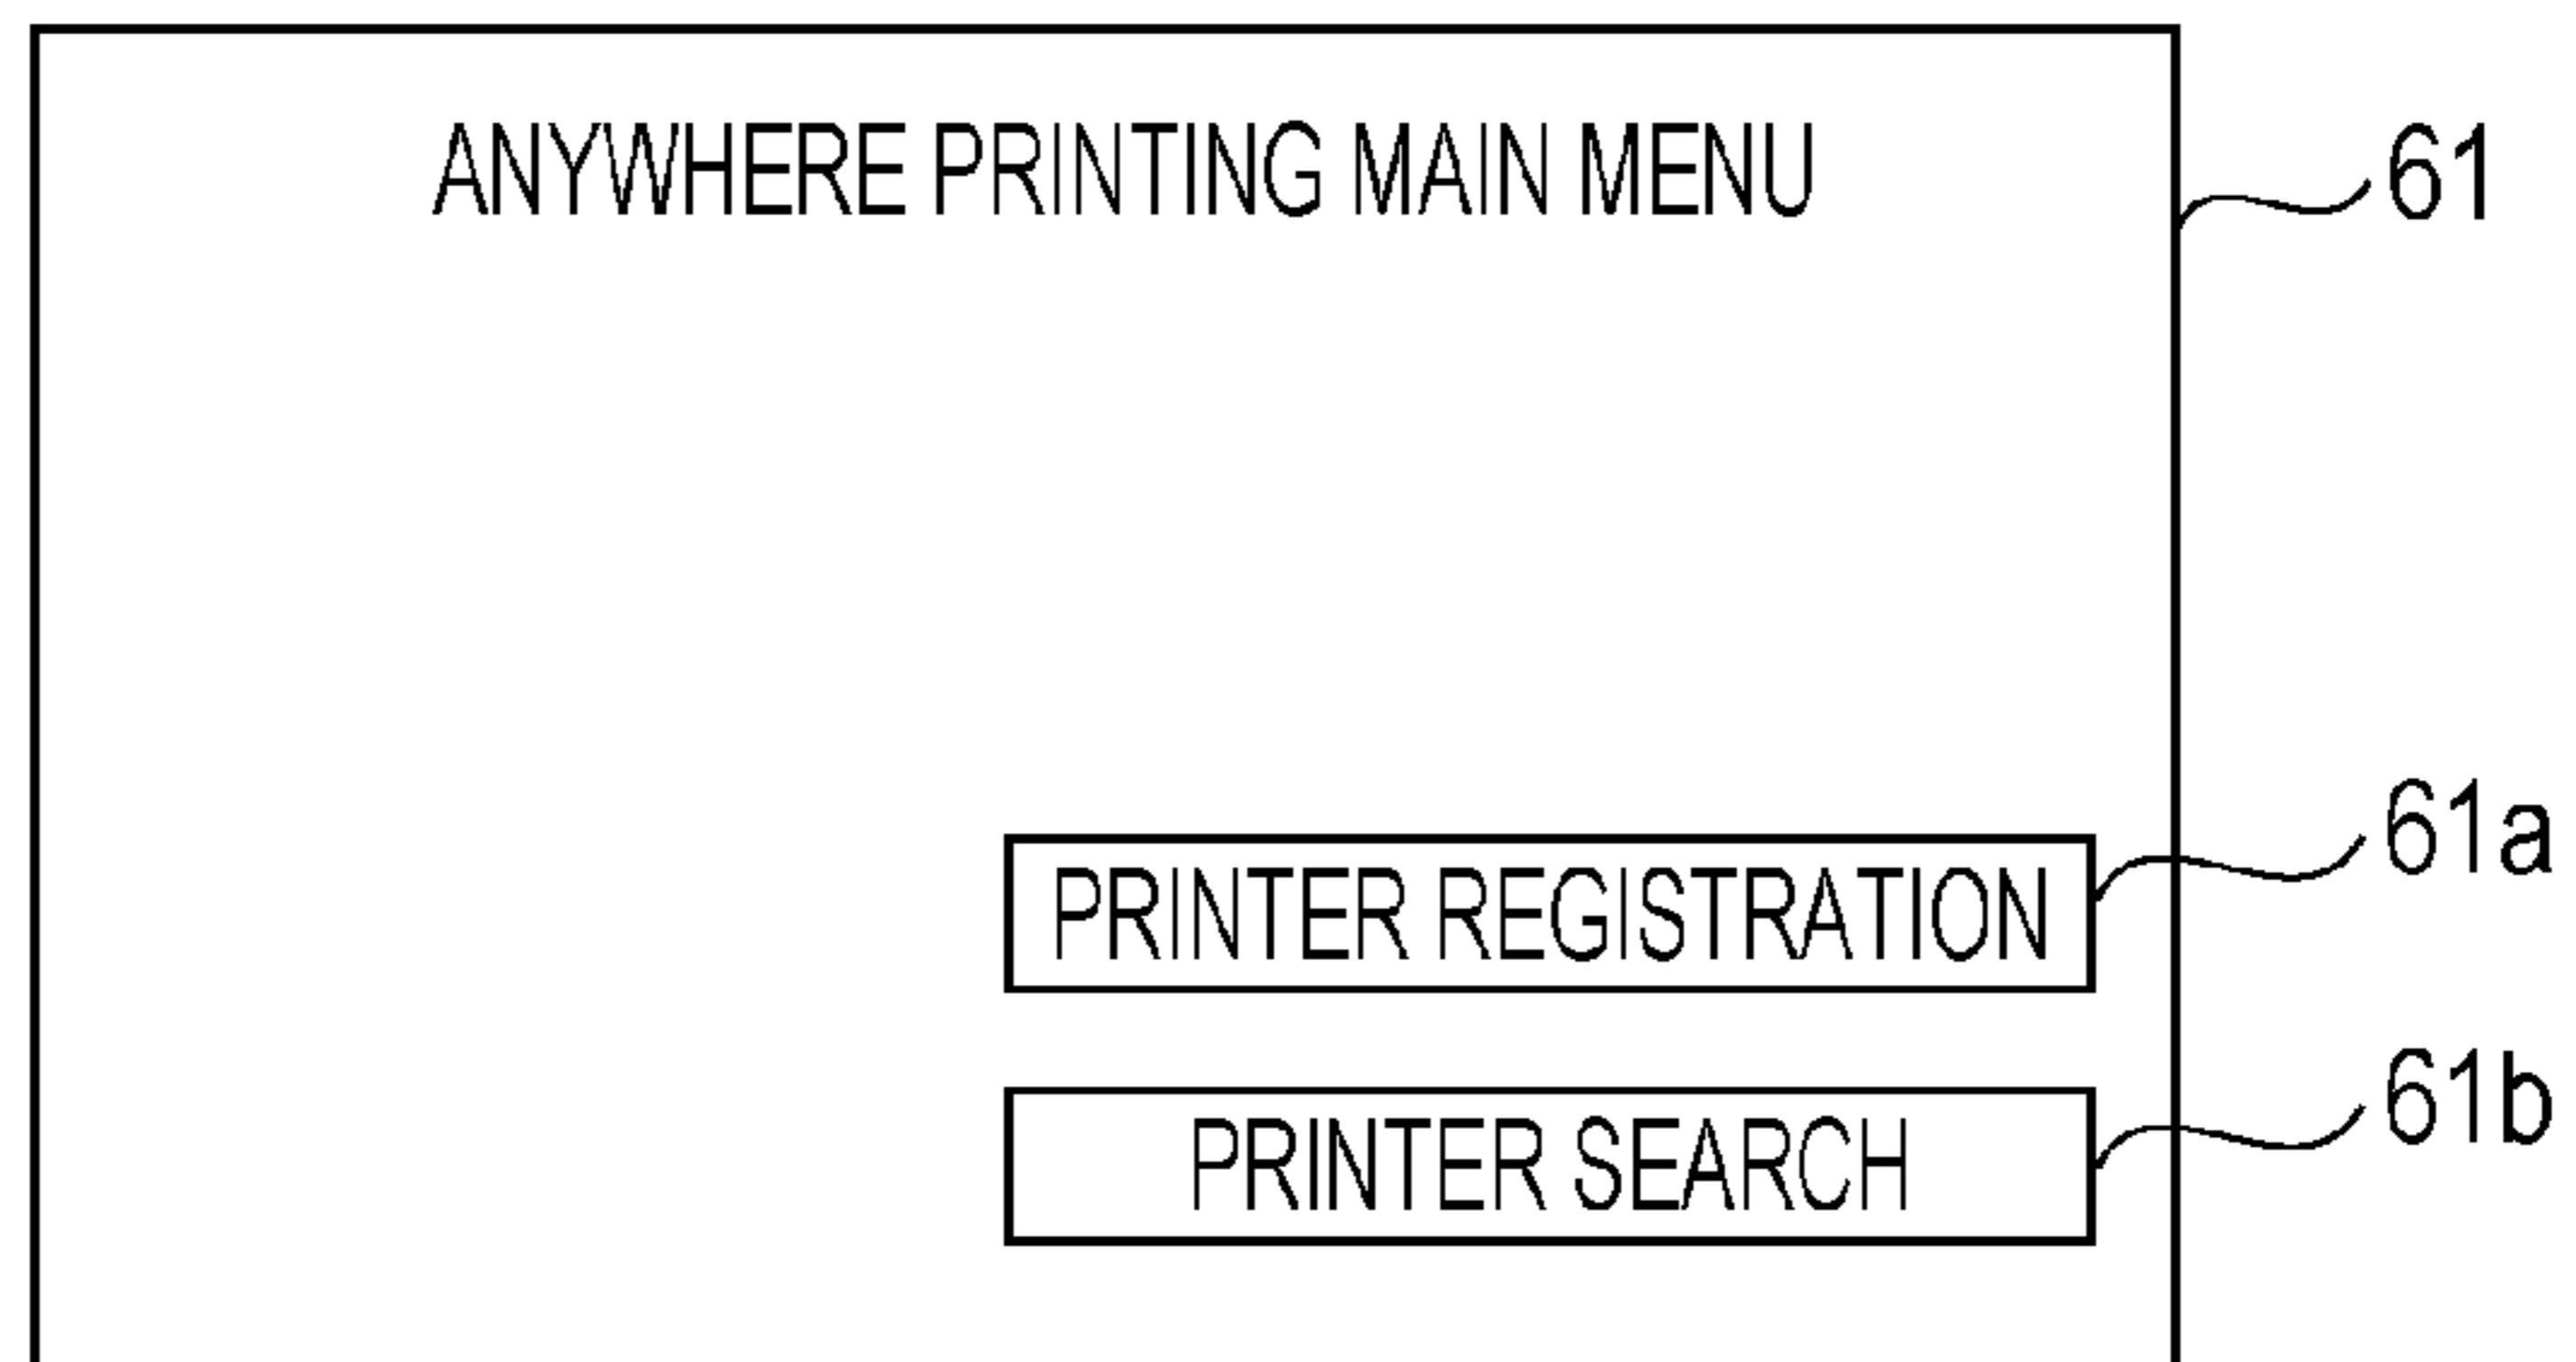 ANYWHERE PRINTING MAIN MENU
61
61a
PRINTER REGISTRATION
61b
PRINTER SEARCH